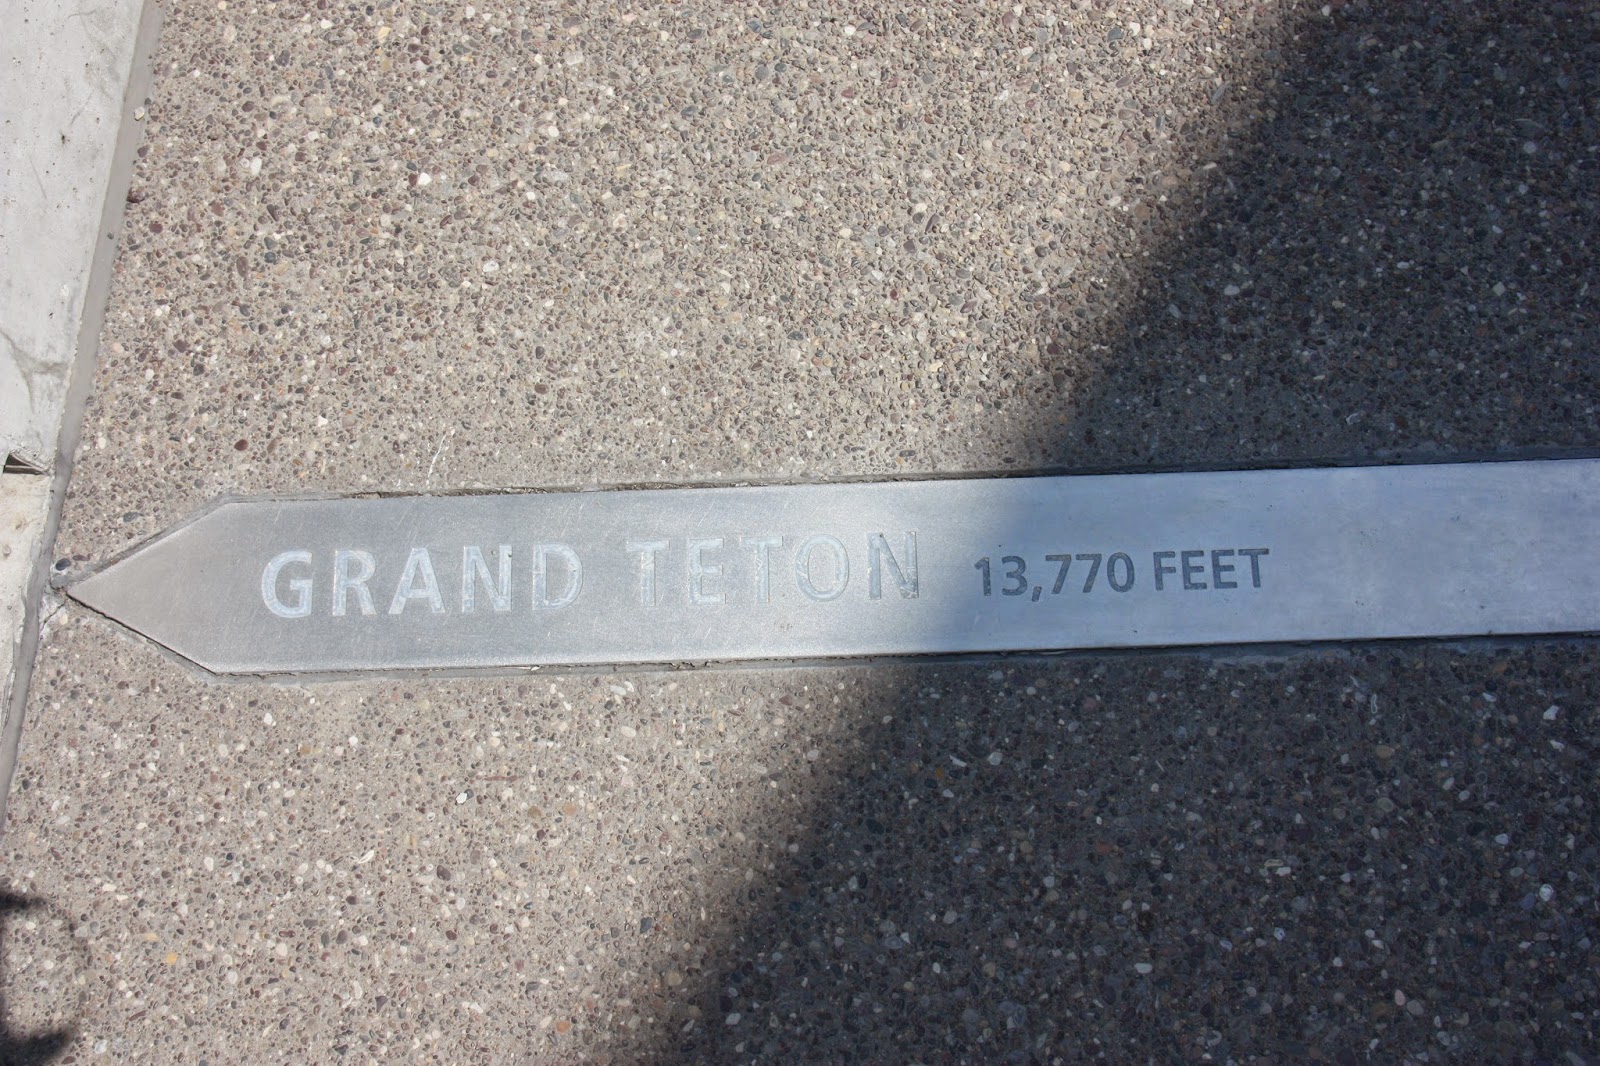 GRAND TETON 13,770 FEET